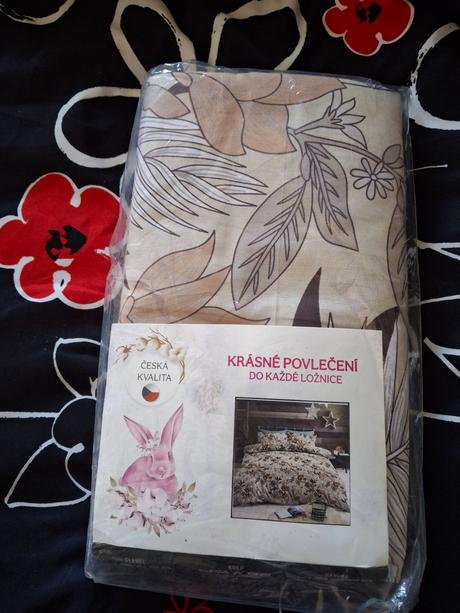 ČESKÁ
KVALITA
KRÁSNÉ POVLEČENÍ
DO KAŽDÉ LOŽNICE